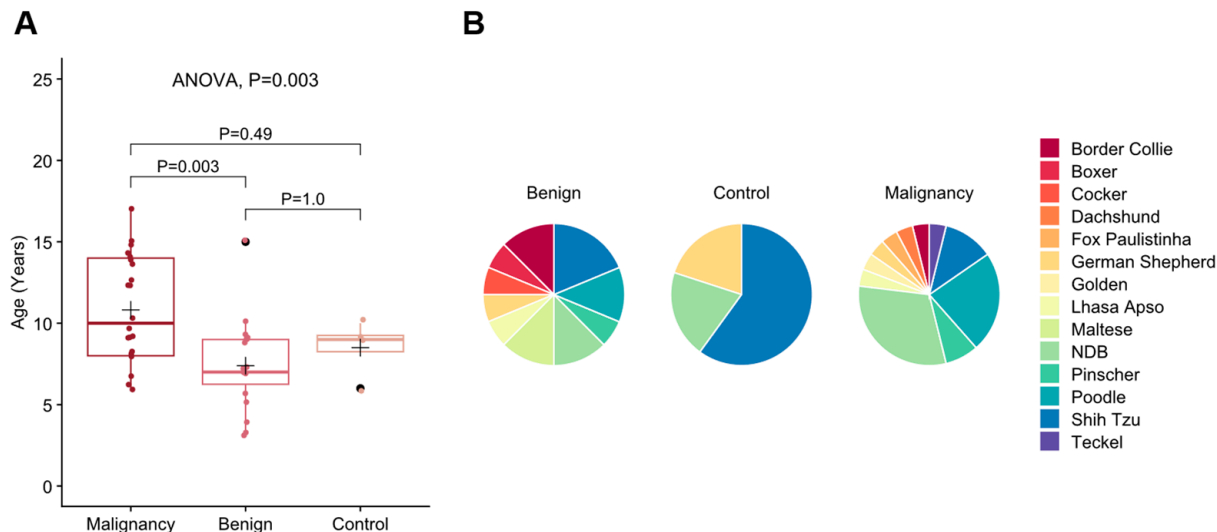 A
B
ANOVA, P=0.003
P=0.49
P=0.003
P=1.0
Age (Years)
25
20
15
10
5
0
Malignancy
Benign
Control
Benign
Control
Malignancy
Border Collie
Boxer
Cocker
Dachshund
Fox Paulistinha
German Shepherd
Golden
Lhasa Apso
Maltese
NDB
Pinscher
Poodle
Shih Tzu
Teckel